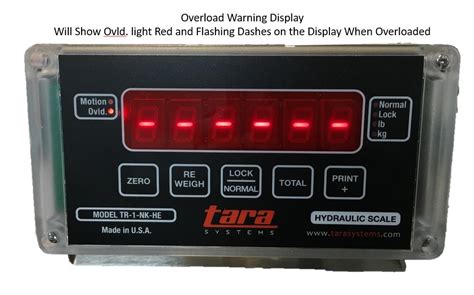 Overload Warning Display
Will Show Ovld. light Red and Flashing Dashes on the Display When Overloaded
Motion
Ovld.
------
Normal
Lock
lb
kg
ZERO
RE WEIGH
LOCK NORMAL
TOTAL
PRINT +
MODEL TR-1-NK-HE
Made in U.S.A.
tara
SYSTEMS
HYDRAULIC SCALE
www.tarasystems.com